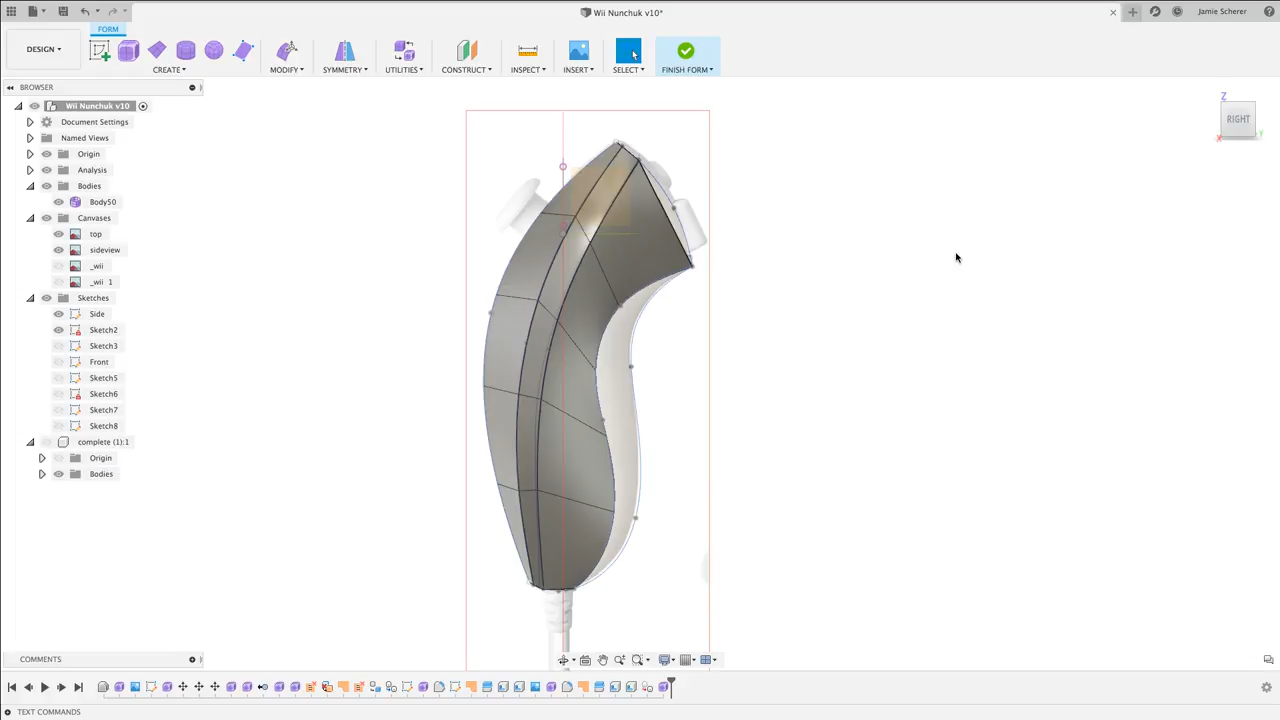 Wii Nunchuk v10*
Jamie Scherer
FORM
DESIGN
CREATE
MODIFY
SYMMETRY
UTILITIES
CONSTRUCT
INSPECT
INSERT
SELECT
FINISH FORM
BROWSER
Wii Nunchuk v10
Document Settings
Named Views
Origin
Analysis
Bodies
Body50
Canvases
top
sideview
_wii
_wii 1
Sketches
Side
Sketch2
Sketch3
Front
Sketch5
Sketch6
Sketch7
Sketch8
complete (1):1
Origin
Bodies
Z
RIGHT
X
Y
COMMENTS
TEXT COMMANDS